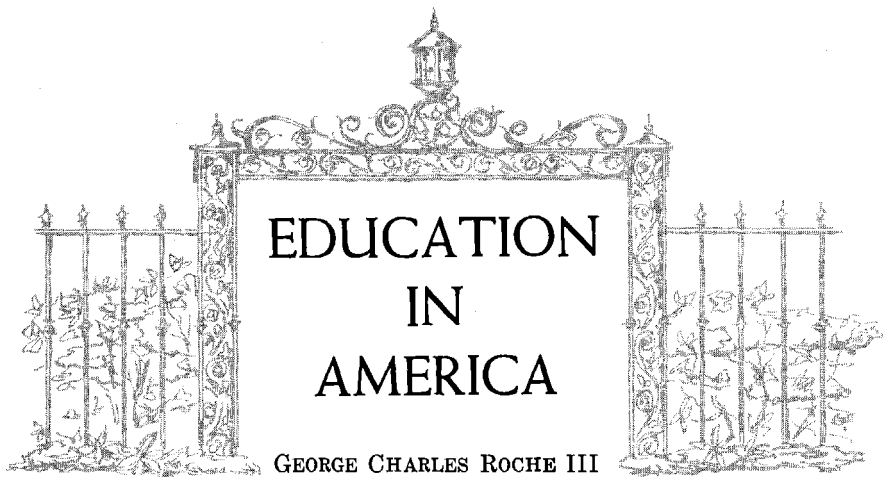 EDUCATION
IN
AMERICA
GEORGE CHARLES ROCHE III